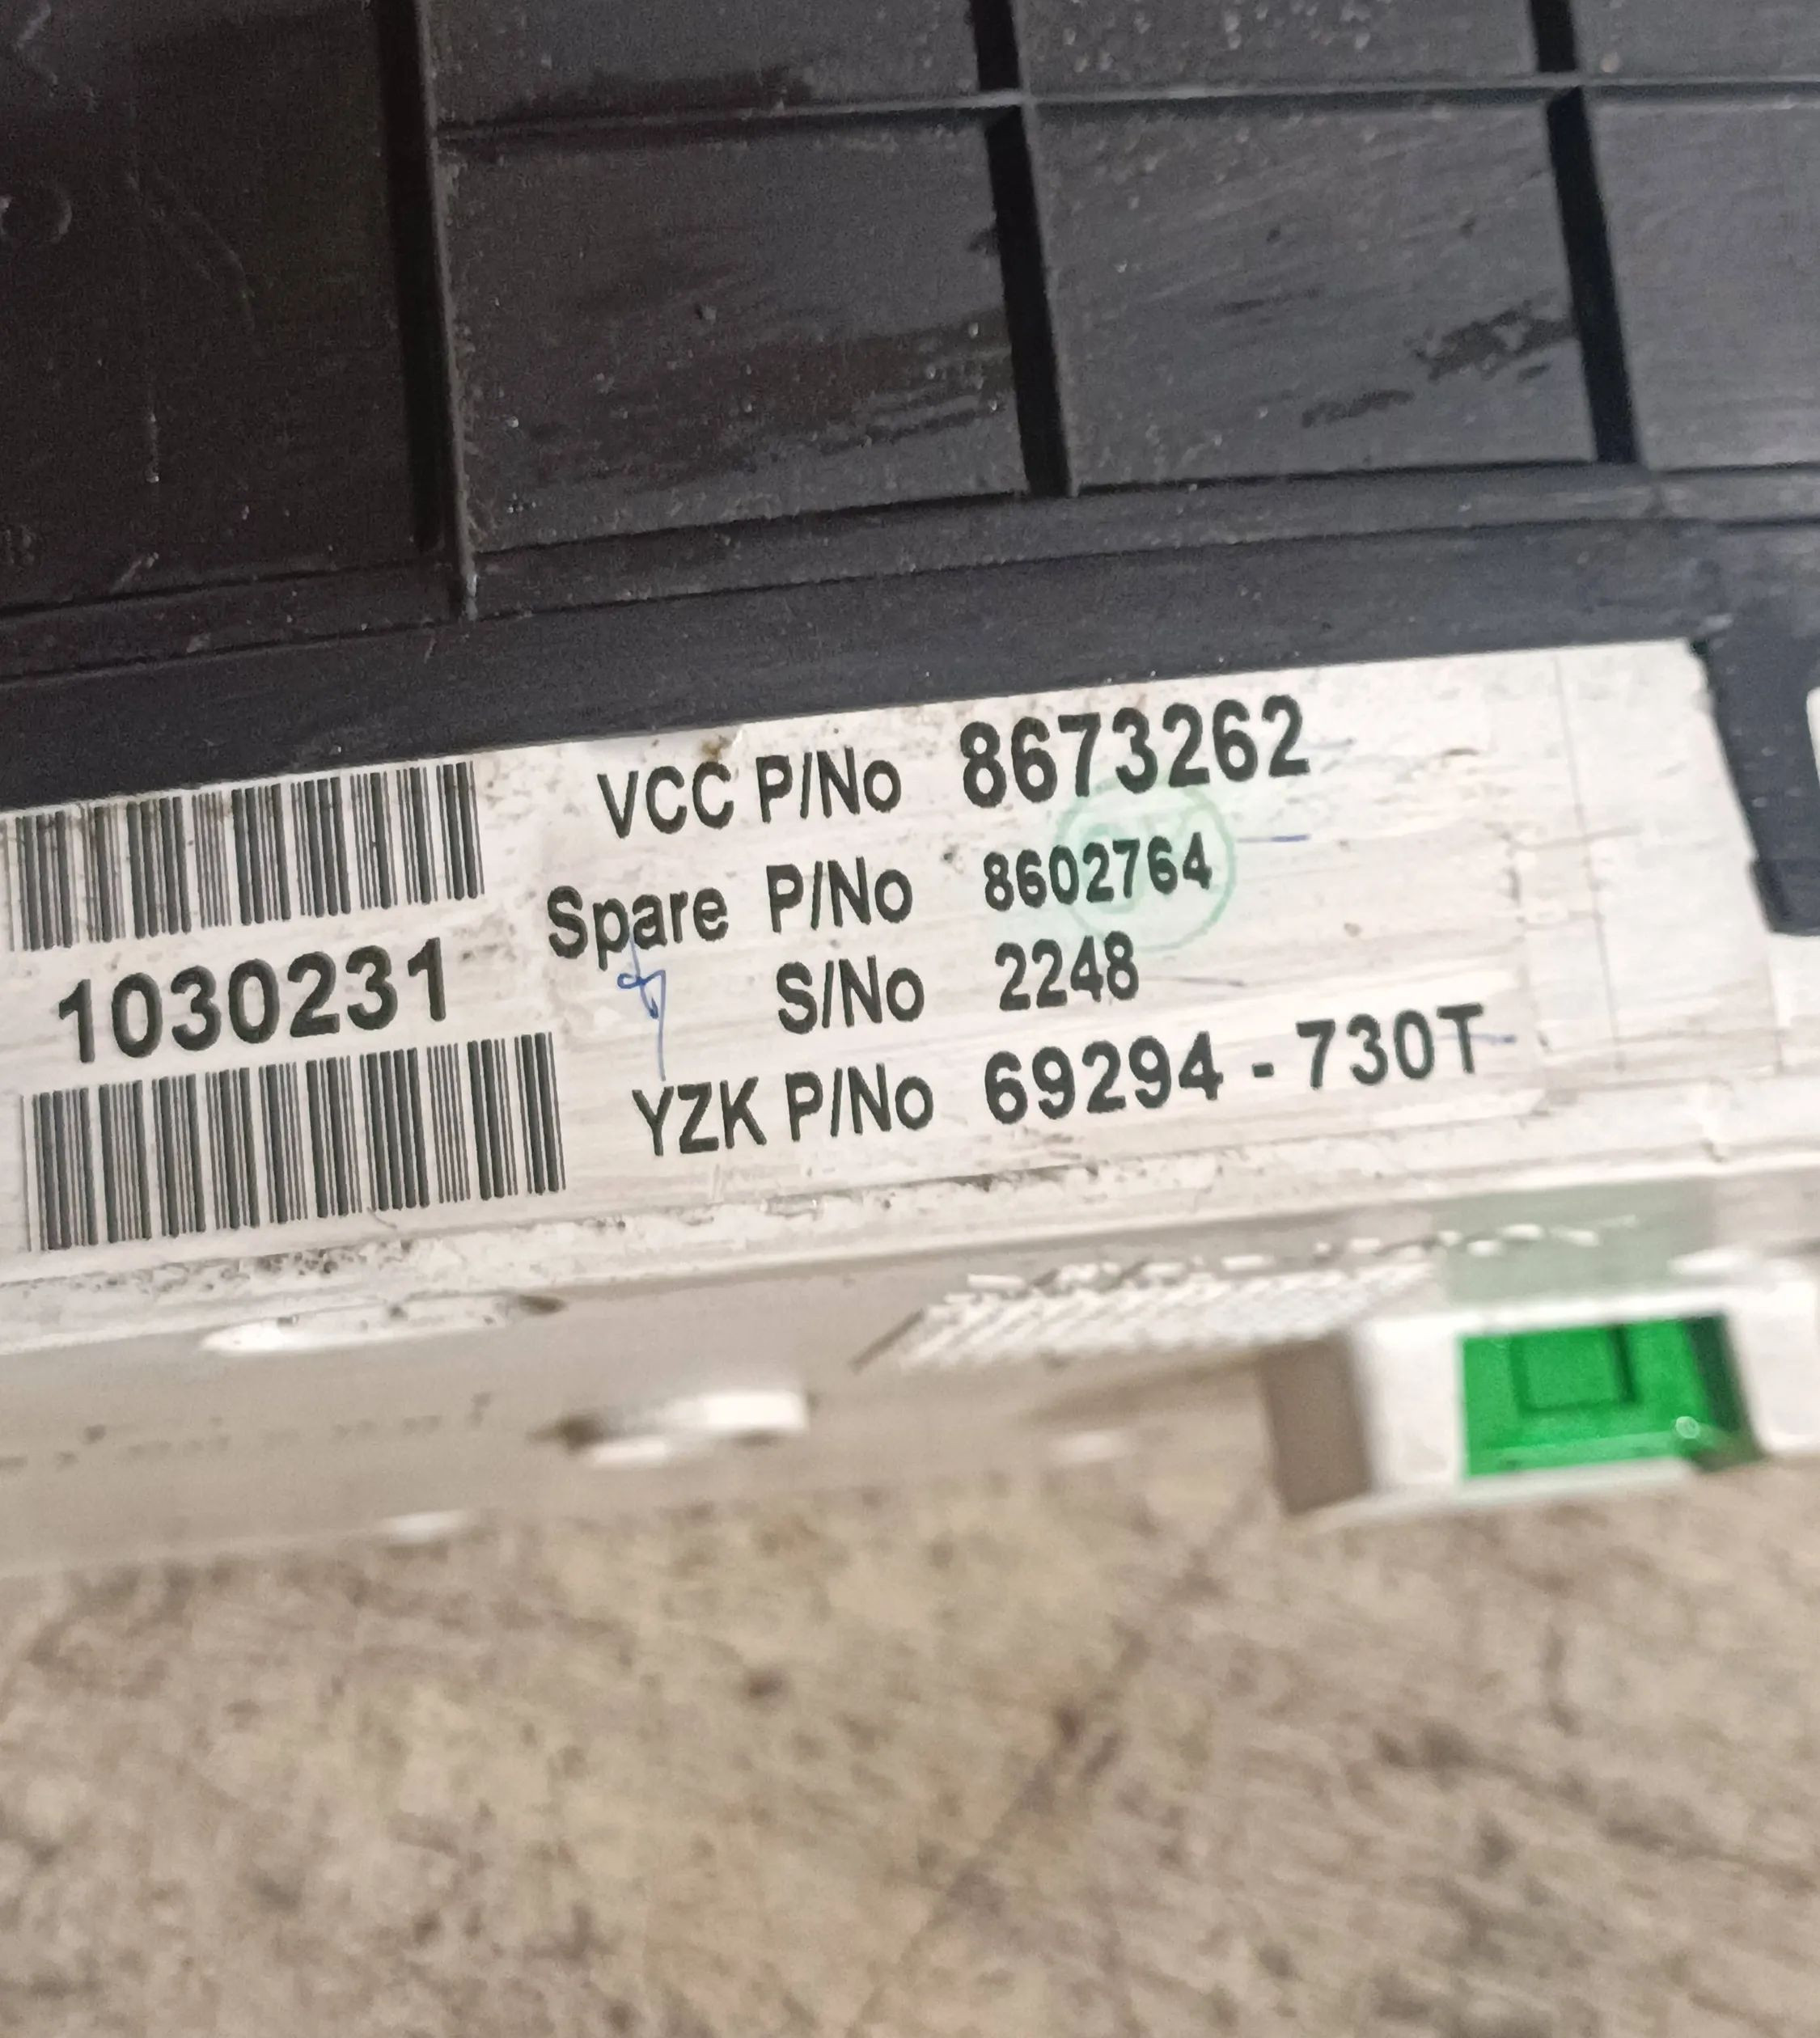 VCC P/No 8673262
Spare P/No 8602764
1030231
S/No 2248
YZK P/No 69294-730T